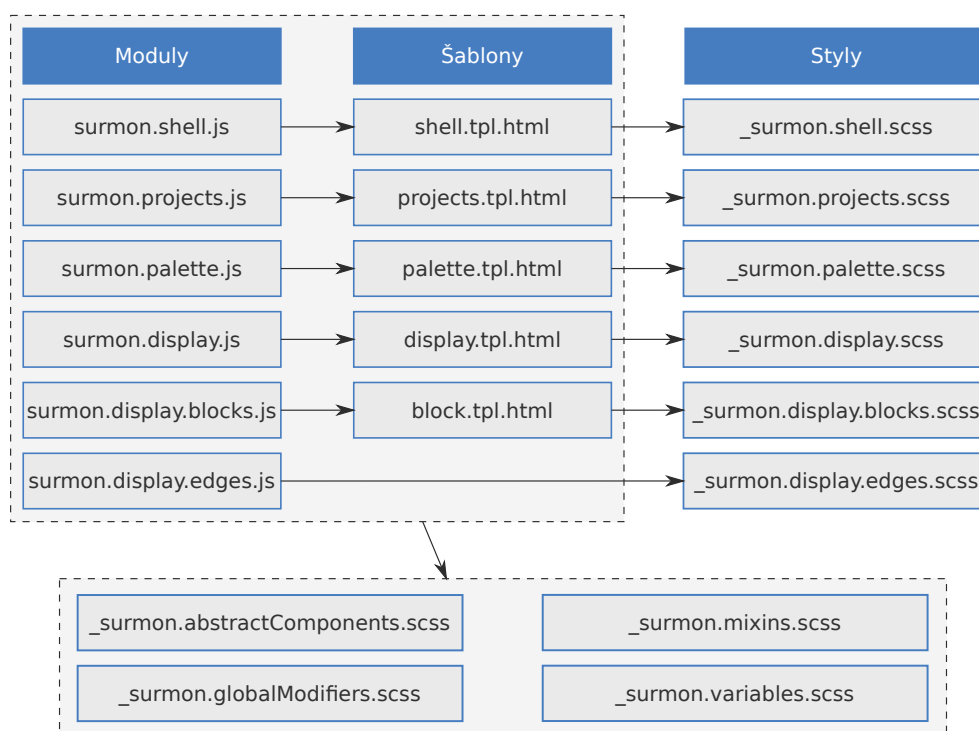 Moduly
Šablony
Styly
surmon.shell.js
shell.tpl.html
_surmon.shell.scss
surmon.projects.js
projects.tpl.html
_surmon.projects.scss
surmon.palette.js
palette.tpl.html
_surmon.palette.scss
surmon.display.js
display.tpl.html
_surmon.display.scss
surmon.display.blocks.js
block.tpl.html
_surmon.display.blocks.scss
surmon.display.edges.js
_surmon.display.edges.scss
_surmon.abstractComponents.scss
_surmon.mixins.scss
_surmon.globalModifiers.scss
_surmon.variables.scss